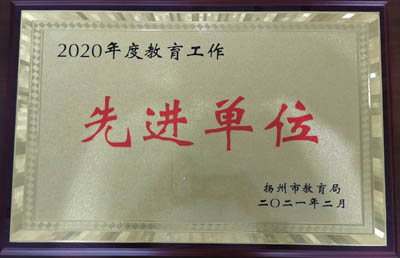 2020年度教育工作
先进单位
扬州市教育局
二〇二一年二月